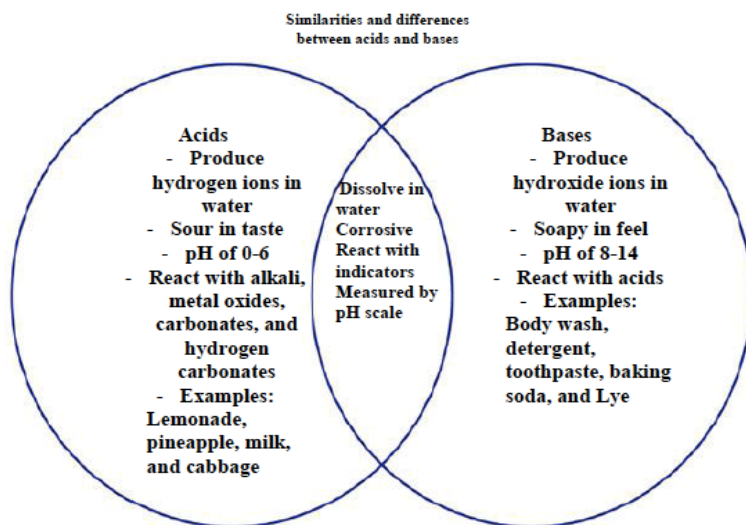 Similarities and differences
between acids and bases
Acids
- Produce
hydrogen ions in
water
- Sour in taste
- pH of 0-6
- React with alkali,
metal oxides,
carbonates, and
hydrogen
carbonates
- Examples:
Lemonade,
pineapple, milk,
and cabbage
Dissolve in
water
Corrosive
React with
indicators
Measured by
pH scale
Bases
- Produce
hydroxide ions in
water
- Soapy in feel
- pH of 8-14
- React with acids
- Examples:
Body wash,
detergent,
toothpaste, baking
soda, and Lye